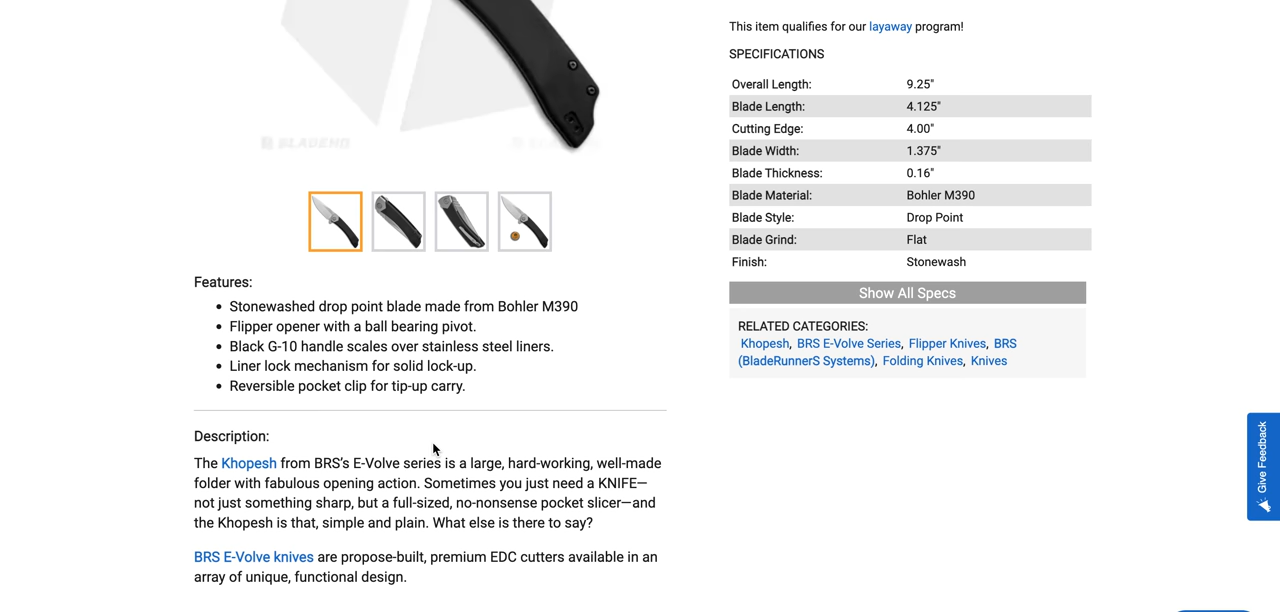 This item qualifies for our layaway program!
SPECIFICATIONS
Overall Length: 9.25"
Blade Length: 4.125"
Cutting Edge: 4.00"
Blade Width: 1.375"
Blade Thickness: 0.16"
Blade Material: Bohler M390
Blade Style: Drop Point
Blade Grind: Flat
Finish: Stonewash
Show All Specs
RELATED CATEGORIES:
Khopesh, BRS E-Volve Series, Flipper Knives, BRS
(BladeRunnerS Systems), Folding Knives, Knives
BLADEHQ
Features:
• Stonewashed drop point blade made from Bohler M390
• Flipper opener with a ball bearing pivot.
• Black G-10 handle scales over stainless steel liners.
• Liner lock mechanism for solid lock-up.
• Reversible pocket clip for tip-up carry.
Description:
The Khopesh from BRS’s E-Volve series is a large, hard-working, well-made
folder with fabulous opening action. Sometimes you just need a KNIFE—
not just something sharp, but a full-sized, no-nonsense pocket slicer—and
the Khopesh is that, simple and plain. What else is there to say?
BRS E-Volve knives are propose-built, premium EDC cutters available in an
array of unique, functional design.
Give Feedback